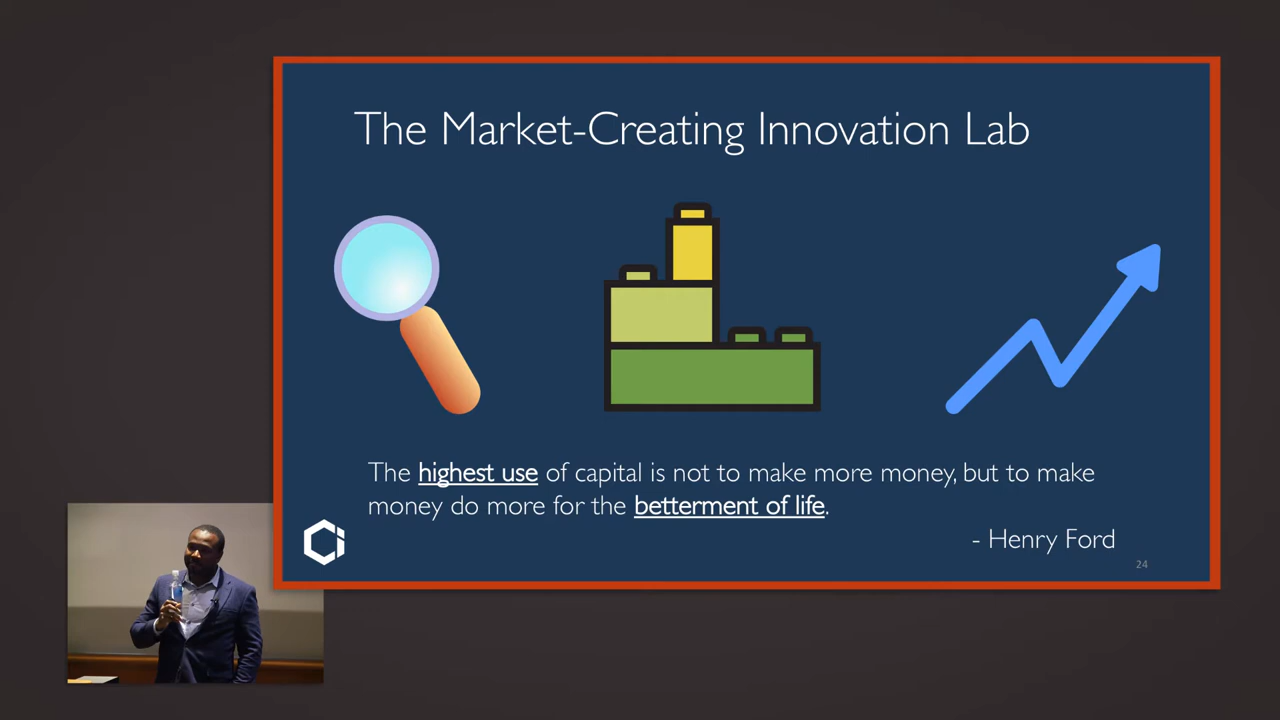 The Market-Creating Innovation Lab
The highest use of capital is not to make more money, but to make
money do more for the betterment of life.
- Henry Ford
24